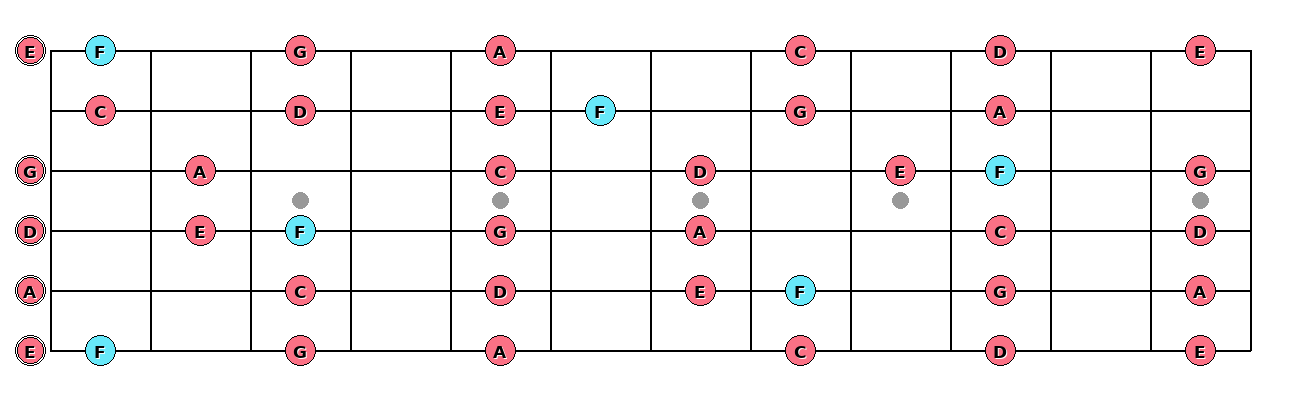 E F G A C D E
C D E F G A
G A C D E F G
D E F G A C D
A C D E F G A
E F G A C D E